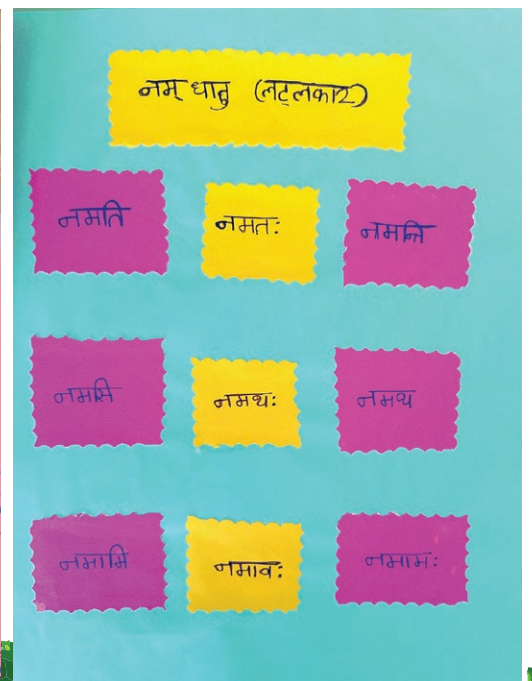 नम् धातु (लट्लकार)
नमति नमतः नमन्ति
नमसि नमथः नमथ
नमामि नमावः नमामः